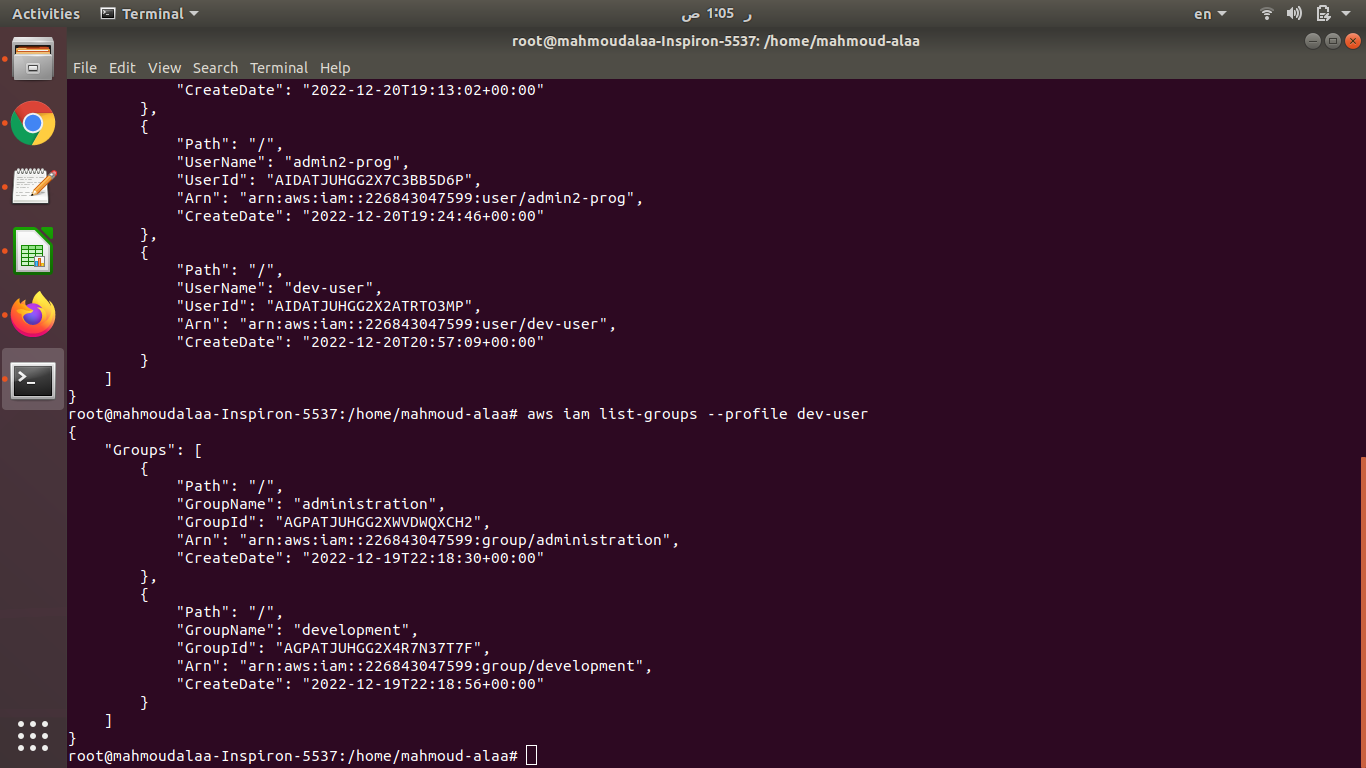 Activities Terminal ر 1:05 ص en
root@mahmoudalaa-Inspiron-5537: /home/mahmoud-alaa
File Edit View Search Terminal Help
            "CreateDate": "2022-12-20T19:13:02+00:00"
        },
        {
            "Path": "/",
            "UserName": "admin2-prog",
            "UserId": "AIDATJUHGG2X7C3BB5D6P",
            "Arn": "arn:aws:iam::226843047599:user/admin2-prog",
            "CreateDate": "2022-12-20T19:24:46+00:00"
        },
        {
            "Path": "/",
            "UserName": "dev-user",
            "UserId": "AIDATJUHGG2X2ATRTO3MP",
            "Arn": "arn:aws:iam::226843047599:user/dev-user",
            "CreateDate": "2022-12-20T20:57:09+00:00"
        }
    ]
}
root@mahmoudalaa-Inspiron-5537:/home/mahmoud-alaa# aws iam list-groups --profile dev-user
{
    "Groups": [
        {
            "Path": "/",
            "GroupName": "administration",
            "GroupId": "AGPATJUHGG2XWVDWQXCH2",
            "Arn": "arn:aws:iam::226843047599:group/administration",
            "CreateDate": "2022-12-19T22:18:30+00:00"
        },
        {
            "Path": "/",
            "GroupName": "development",
            "GroupId": "AGPATJUHGG2X4R7N37T7F",
            "Arn": "arn:aws:iam::226843047599:group/development",
            "CreateDate": "2022-12-19T22:18:56+00:00"
        }
    ]
}
root@mahmoudalaa-Inspiron-5537:/home/mahmoud-alaa#